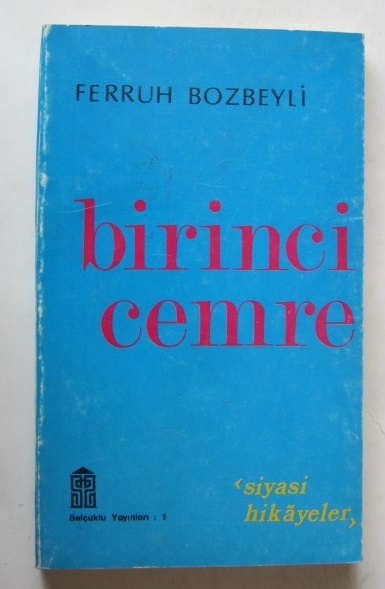 FERRUH BOZBEYLİ
birinci
cemre
‹siyasi
hikâyeler,
Selçuklu Yayınları : 1